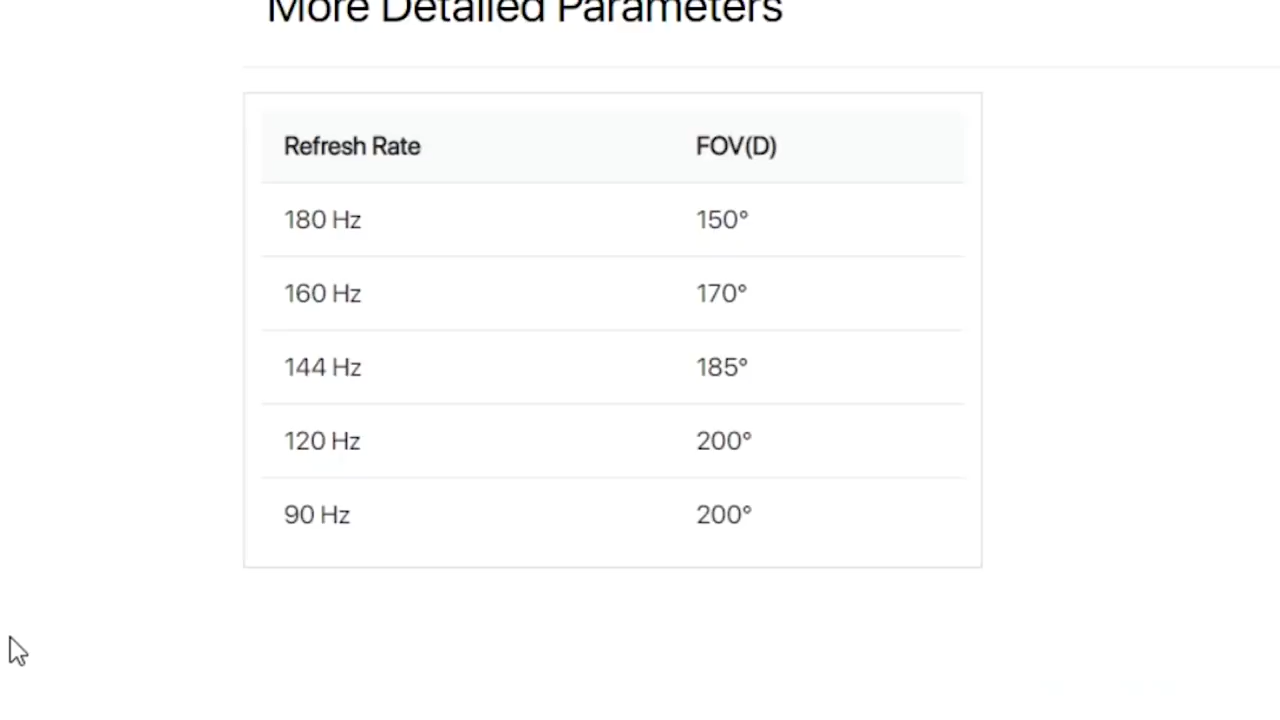 More Detailed Parameters
Refresh Rate FOV(D)
180 Hz 150°
160 Hz 170°
144 Hz 185°
120 Hz 200°
90 Hz 200°